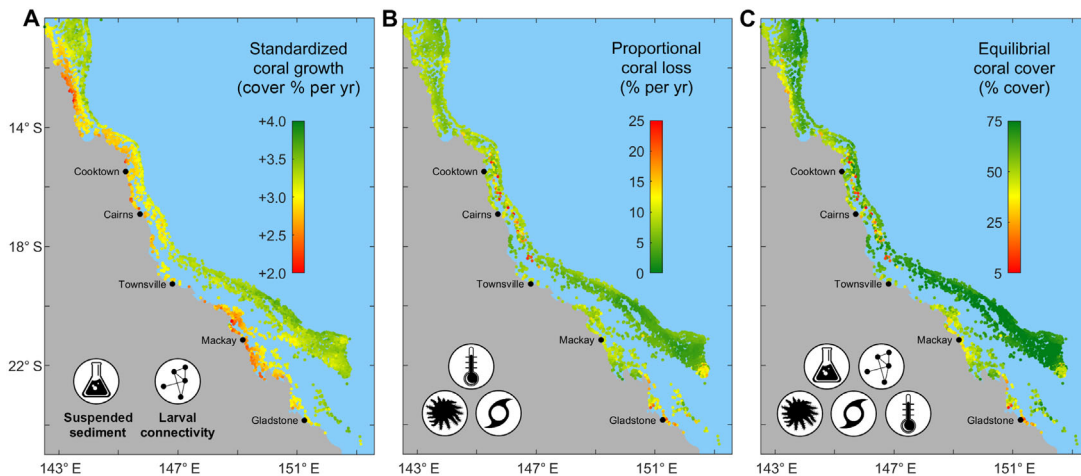 A
Standardized
coral growth
(cover % per yr)
+4.0
+3.5
+3.0
+2.5
+2.0
14° S
18° S
22° S
Cooktown
Cairns
Townsville
Mackay
Gladstone
Suspended
sediment
Larval
connectivity
143° E
147° E
151° E
B
Proportional
coral loss
(% per yr)
25
20
15
10
5
0
Cooktown
Cairns
Townsville
Mackay
Gladstone
143° E
147° E
151° E
C
Equilibrial
coral cover
(% cover)
75
50
25
5
Cooktown
Cairns
Townsville
Mackay
Gladstone
143° E
147° E
151° E